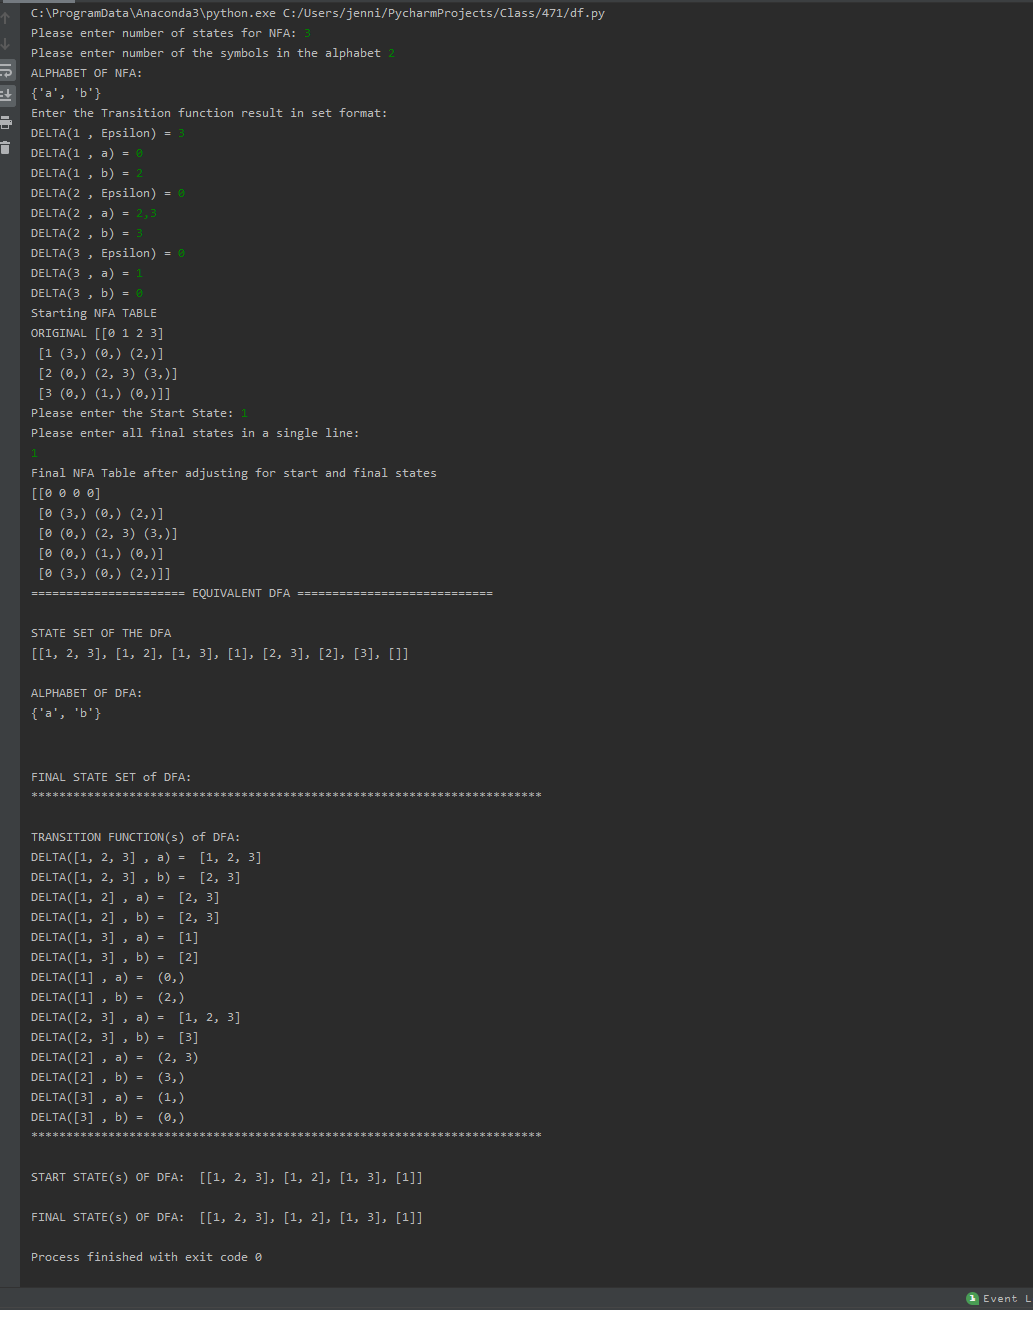 C:\ProgramData\Anaconda3\python.exe C:/Users/jenni/PycharmProjects/Class/471/df.py
Please enter number of states for NFA: 3
Please enter number of the symbols in the alphabet 2
ALPHABET OF NFA:
{'a', 'b'}
Enter the Transition function result in set format:
DELTA(1 , Epsilon) = 3
DELTA(1 , a) = 0
DELTA(1 , b) = 2
DELTA(2 , Epsilon) = 0
DELTA(2 , a) = 2,3
DELTA(2 , b) = 3
DELTA(3 , Epsilon) = 0
DELTA(3 , a) = 1
DELTA(3 , b) = 0
Starting NFA TABLE
ORIGINAL [[0 1 2 3]
 [1 (3,) (0,) (2,)]
 [2 (0,) (2, 3) (3,)]
 [3 (0,) (1,) (0,)]]
Please enter the Start State: 1
Please enter all final states in a single line:
1
Final NFA Table after adjusting for start and final states
[[0 0 0 0]
 [0 (3,) (0,) (2,)]
 [0 (0,) (2, 3) (3,)]
 [0 (0,) (1,) (0,)]
 [0 (3,) (0,) (2,)]]
====================== EQUIVALENT DFA ============================
STATE SET OF THE DFA
[[1, 2, 3], [1, 2], [1, 3], [1], [2, 3], [2], [3], []]
ALPHABET OF DFA:
{'a', 'b'}
FINAL STATE SET of DFA:
*************************************************************************
TRANSITION FUNCTION(s) of DFA:
DELTA([1, 2, 3] , a) =  [1, 2, 3]
DELTA([1, 2, 3] , b) =  [2, 3]
DELTA([1, 2] , a) =  [2, 3]
DELTA([1, 2] , b) =  [2, 3]
DELTA([1, 3] , a) =  [1]
DELTA([1, 3] , b) =  [2]
DELTA([1] , a) =  (0,)
DELTA([1] , b) =  (2,)
DELTA([2, 3] , a) =  [1, 2, 3]
DELTA([2, 3] , b) =  [3]
DELTA([2] , a) =  (2, 3)
DELTA([2] , b) =  (3,)
DELTA([3] , a) =  (1,)
DELTA([3] , b) =  (0,)
*************************************************************************
START STATE(s) OF DFA:  [[1, 2, 3], [1, 2], [1, 3], [1]]
FINAL STATE(s) OF DFA:  [[1, 2, 3], [1, 2], [1, 3], [1]]
Process finished with exit code 0
1 Event L